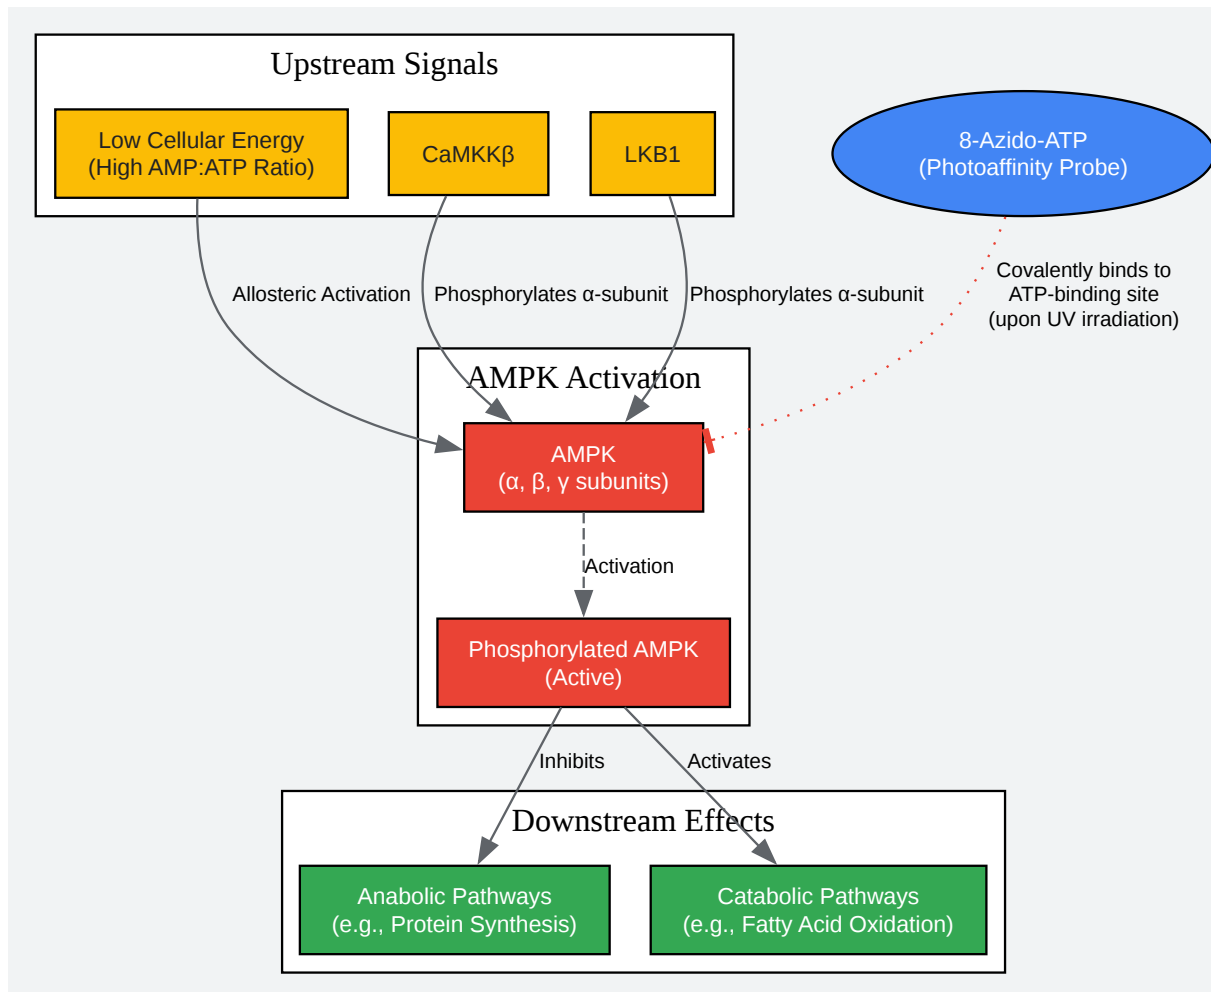 Upstream Signals
Low Cellular Energy
(High AMP:ATP Ratio)
CaMKKβ
LKB1
8-Azido-ATP
(Photoaffinity Probe)
Allosteric Activation
Phosphorylates α-subunit
Phosphorylates α-subunit
Covalently binds to
ATP-binding site
(upon UV irradiation)
AMPK Activation
AMPK
(α, β, γ subunits)
Activation
Phosphorylated AMPK
(Active)
Inhibits
Activates
Downstream Effects
Anabolic Pathways
(e.g., Protein Synthesis)
Catabolic Pathways
(e.g., Fatty Acid Oxidation)